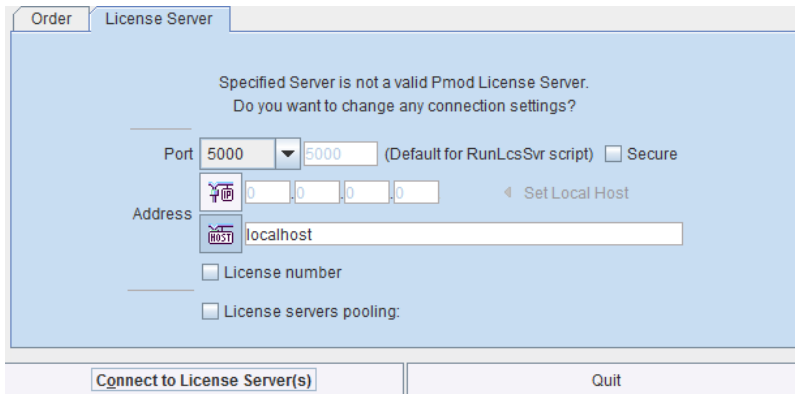 Order License Server
Specified Server is not a valid Pmod License Server.
Do you want to change any connection settings?
Port 5000 5000 (Default for RunLcsSvr script) Secure
IP 0 .0 .0 .0 Set Local Host
Address
HOST localhost
License number
License servers pooling:
Connect to License Server(s) Quit